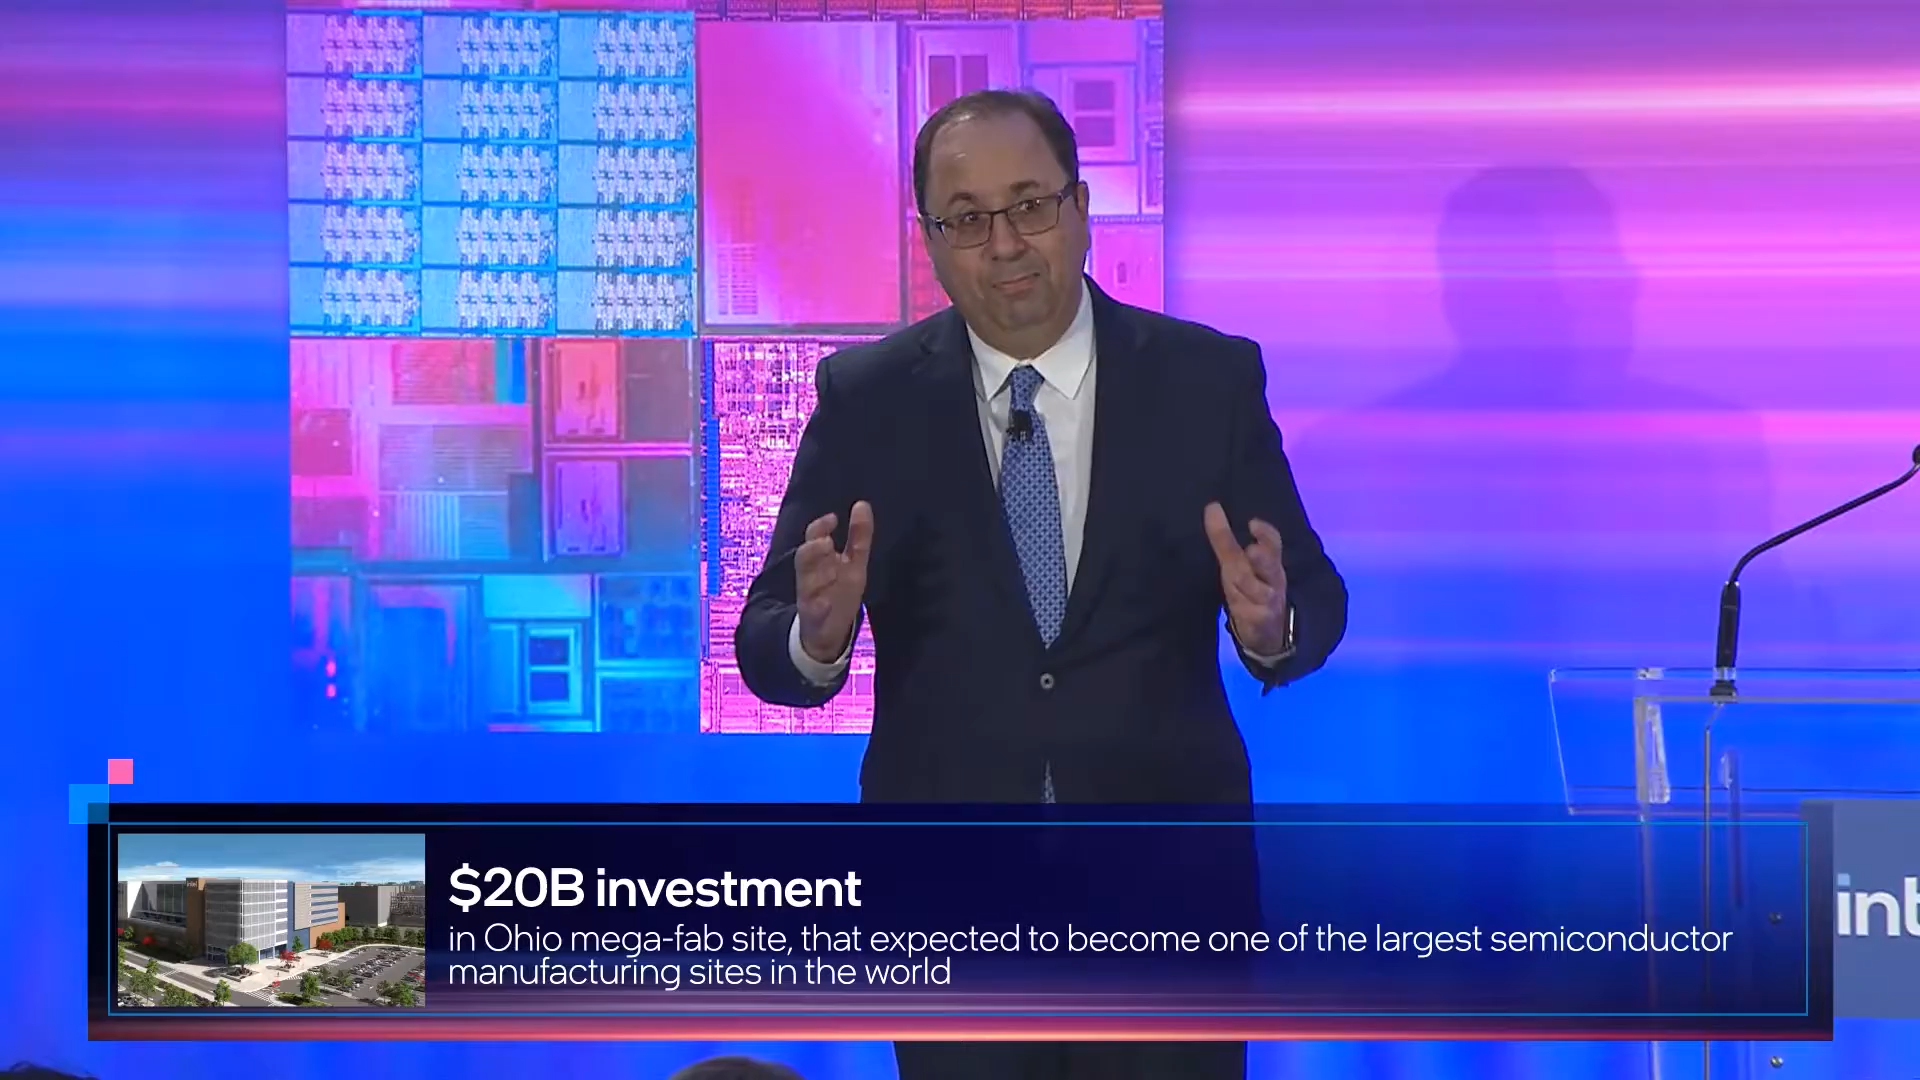 $20B investment
in Ohio mega-fab site, that expected to become one of the largest semiconductor
manufacturing sites in the world
int